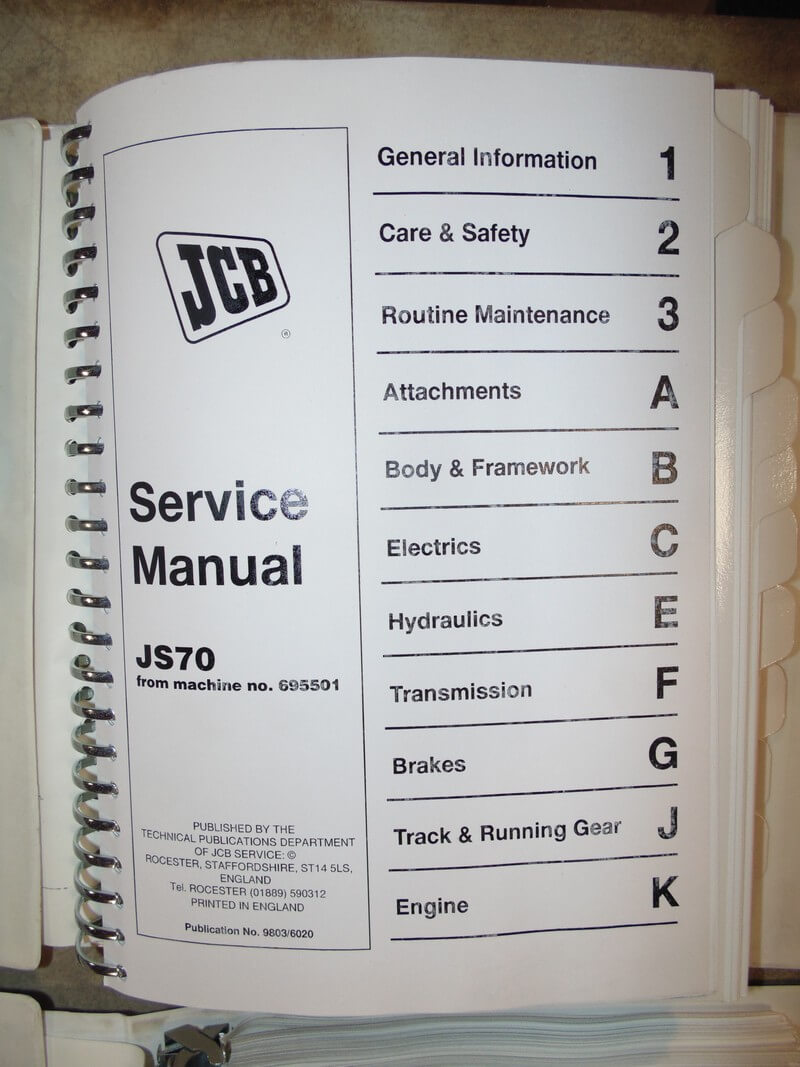 JCB
®
Service
Manual
JS70
from machine no. 695501
PUBLISHED BY THE
TECHNICAL PUBLICATIONS DEPARTMENT
OF JCB SERVICE: ©
ROCESTER, STAFFORDSHIRE, ST14 5LS,
ENGLAND
Tel. ROCESTER (01889) 590312
PRINTED IN ENGLAND
Publication No. 9803/6020
General Information 1
Care & Safety 2
Routine Maintenance 3
Attachments A
Body & Framework B
Electrics C
Hydraulics E
Transmission F
Brakes G
Track & Running Gear J
Engine K